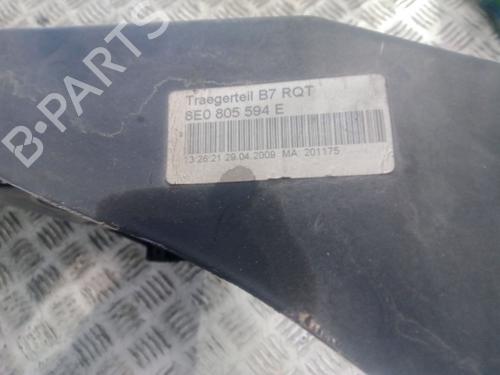 B-PARTS
Traegerteil B7 RQT
8E0 805 594 E
13:26:21 29.04.2009 MA: 201175